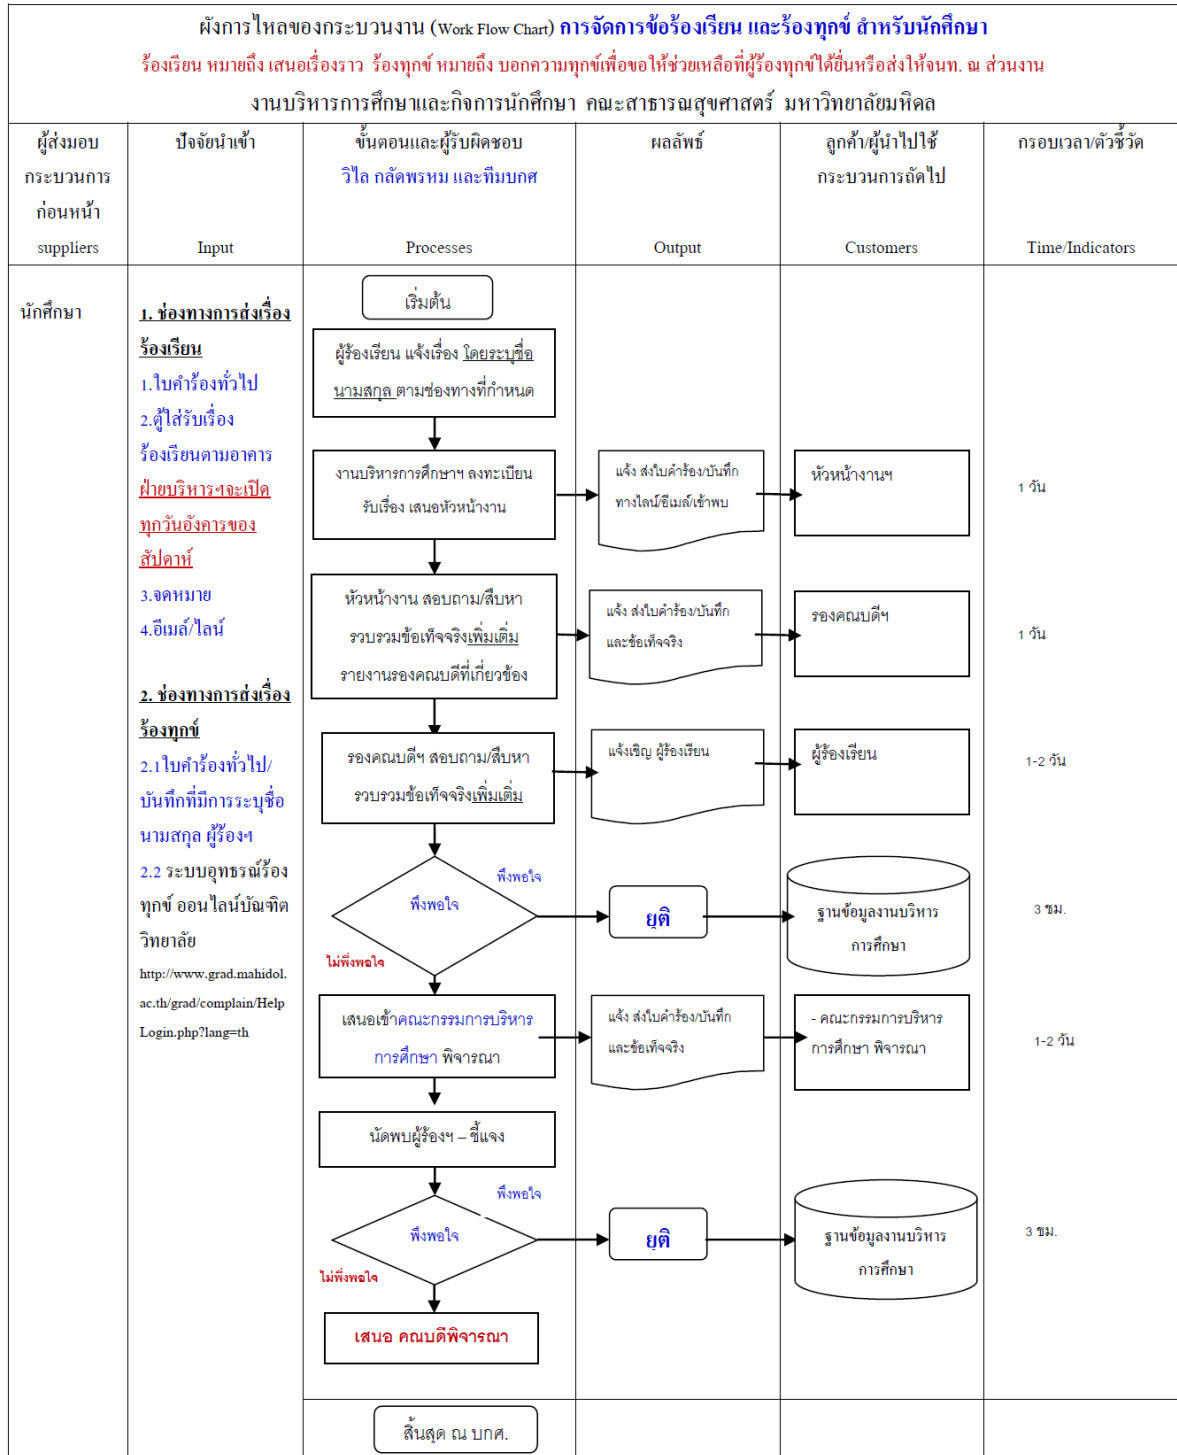 ผังการไหลของกระบวนงาน (Work Flow Chart) การจัดการข้อร้องเรียน และร้องทุกข์ สำหรับนักศึกษา
ร้องเรียน หมายถึง เสนอเรื่องราว ร้องทุกข์ หมายถึง บอกความทุกข์เพื่อขอให้ช่วยเหลือที่ผู้ร้องทุกข์ได้ยื่นหรือส่งให้จนท. ณ ส่วนงาน
งานบริหารการศึกษาและกิจการนักศึกษา คณะสาธารณสุขศาสตร์ มหาวิทยาลัยมหิดล
ผู้ส่งมอบ
กระบวนการ
ก่อนหน้า
suppliers
ปัจจัยนำเข้า
Input
ขั้นตอนและผู้รับผิดชอบ
วิไล กลัดพรหม และทีมบกศ
Processes
ผลลัพธ์
Output
ลูกค้า/ผู้นำไปใช้
กระบวนการถัดไป
Customers
กรอบเวลา/ตัวชี้วัด
Time/Indicators
นักศึกษา
1. ช่องทางการส่งเรื่อง
ร้องเรียน
1.ใบคำร้องทั่วไป
2.ตู้ใส่รับเรื่อง
ร้องเรียนตามอาคาร
ฝ่ายบริหารฯจะเปิด
ทุกวันอังคารของ
สัปดาห์
3.จดหมาย
4.อีเมล์/ไลน์
2. ช่องทางการส่งเรื่อง
ร้องทุกข์
2.1ใบคำร้องทั่วไป/
บันทึกที่มีการระบุชื่อ
นามสกุล ผู้ร้องฯ
2.2 ระบบอุทธรณ์ร้อง
ทุกข์ ออนไลน์บัณฑิต
วิทยาลัย
http://www.grad.mahidol.
ac.th/grad/complain/Help
Login.php?lang=th
เริ่มต้น
ผู้ร้องเรียน แจ้งเรื่อง โดยระบุชื่อ
นามสกุล ตามช่องทางที่กำหนด
งานบริหารการศึกษาฯ ลงทะเบียน
รับเรื่อง เสนอหัวหน้างาน
แจ้ง ส่งใบคำร้อง/บันทึก
ทางไลน์/อีเมล์/เข้าพบ
หัวหน้างานฯ
1 วัน
หัวหน้างาน สอบถาม/สืบหา
รวบรวมข้อเท็จจริงเพิ่มเติ่ม
รายงานรองคณบดีที่เกี่ยวข้อง
แจ้ง ส่งใบคำร้อง/บันทึก
และข้อเท็จจริง
รองคณบดีฯ
1 วัน
รองคณบดีฯ สอบถาม/สืบหา
รวบรวมข้อเท็จจริงเพิ่มเติ่ม
แจ้งเชิญ ผู้ร้องเรียน
ผู้ร้องเรียน
1-2 วัน
พึงพอใจ
พึงพอใจ
ไม่พึ่งพอใจ
ยุติ
ฐานข้อมูลงานบริหาร
การศึกษา
3 ชม.
เสนอเข้าคณะกรรมการบริหาร
การศึกษา พิจารณา
แจ้ง ส่งใบคำร้อง/บันทึก
และข้อเท็จจริง
- คณะกรรมการบริหาร
การศึกษา พิจารณา
1-2 วัน
นัดพบผู้ร้องฯ – ชี้แจง
พึงพอใจ
พึงพอใจ
ไม่พึ่งพอใจ
ยุติ
ฐานข้อมูลงานบริหาร
การศึกษา
3 ขม.
เสนอ คณบดีพิจารณา
สิ้นสุด ณ บกศ.